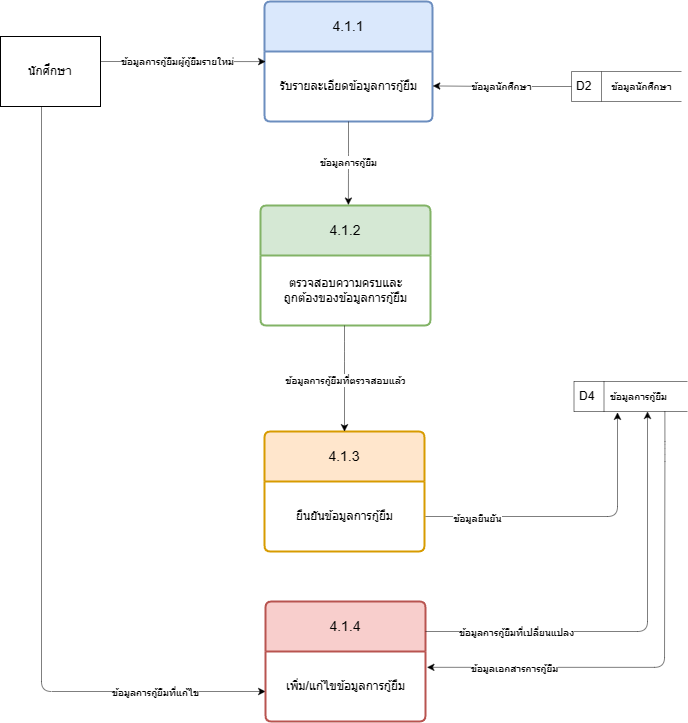 4.1.1
นักศึกษา
ข้อมูลการกู้ยืมผู้กู้ยืมรายใหม่
รับรายละเอียดข้อมูลการกู้ยืม
ข้อมูลนักศึกษา
D2
ข้อมูลนักศึกษา
ข้อมูลการกู้ยืม
4.1.2
ตรวจสอบความครบและ
ถูกต้องของข้อมูลการกู้ยืม
ข้อมูลการกู้ยืมที่ตรวจสอบแล้ว
D4
ข้อมูลการกู้ยืม
4.1.3
ยืนยันข้อมูลการกู้ยืม
ข้อมูลยืนยัน
4.1.4
ข้อมูลการกู้ยืมที่เปลี่ยนแปลง
ข้อมูลเอกสารการกู้ยืม
เพิ่ม/แก้ไขข้อมูลการกู้ยืม
ข้อมูลการกู้ยืมที่แก้ไข